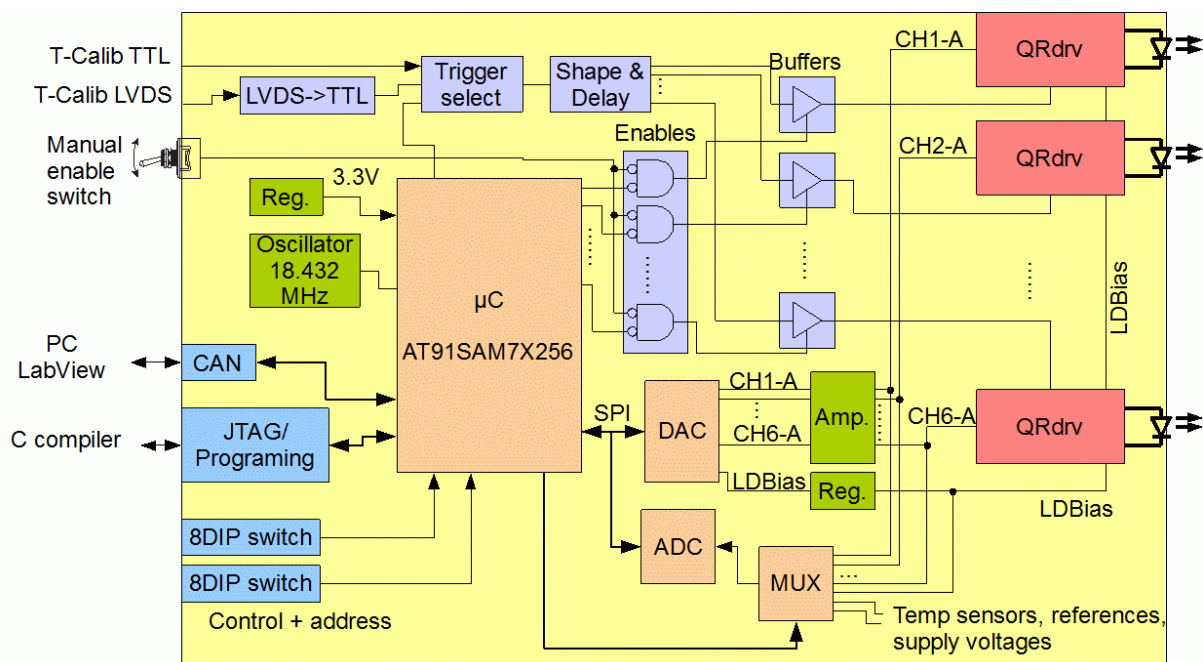 T-Calib TTL
T-Calib LVDS
LVDS->TTL
Trigger
select
Shape &
Delay
Buffers
CH1-A
QRdrv
Manual
enable
switch
Enables
CH2-A
QRdrv
3.3V
Reg.
Oscillator
18.432
MHz
µC
AT91SAM7X256
LDBias
PC
LabView
CAN
C compiler
JTAG/
Programing
SPI
DAC
CH1-A
CH6-A
Amp.
CH6-A
QRdrv
LDBias
Reg.
LDBias
8DIP switch
8DIP switch
ADC
MUX
Control + address
Temp sensors, references,
supply voltages